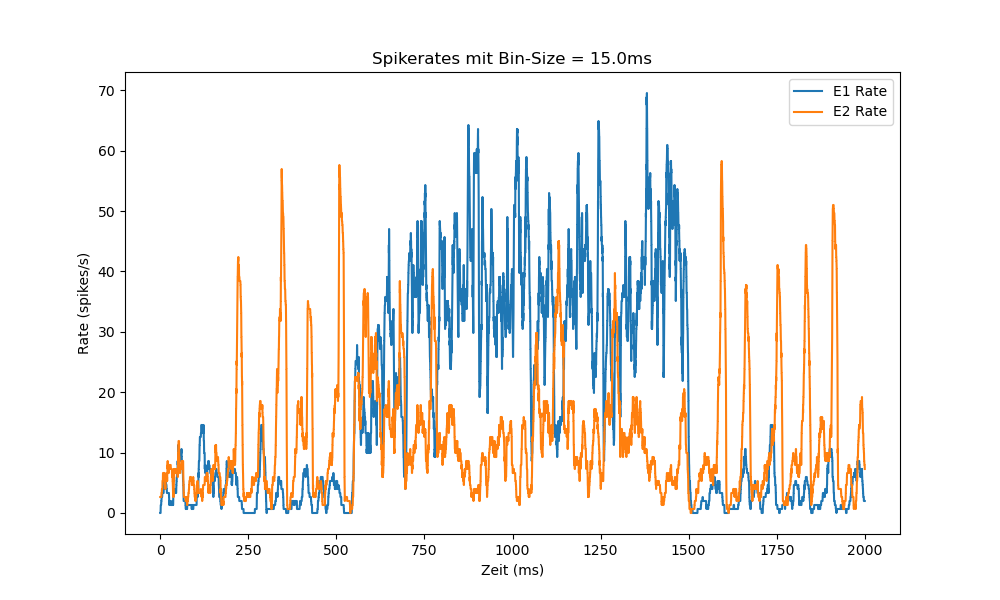 Spikerates mit Bin-Size = 15.0ms
E1 Rate
E2 Rate
70
60
50
40
30
20
10
0
Rate (spikes/s)
0 250 500 750 1000 1250 1500 1750 2000
Zeit (ms)